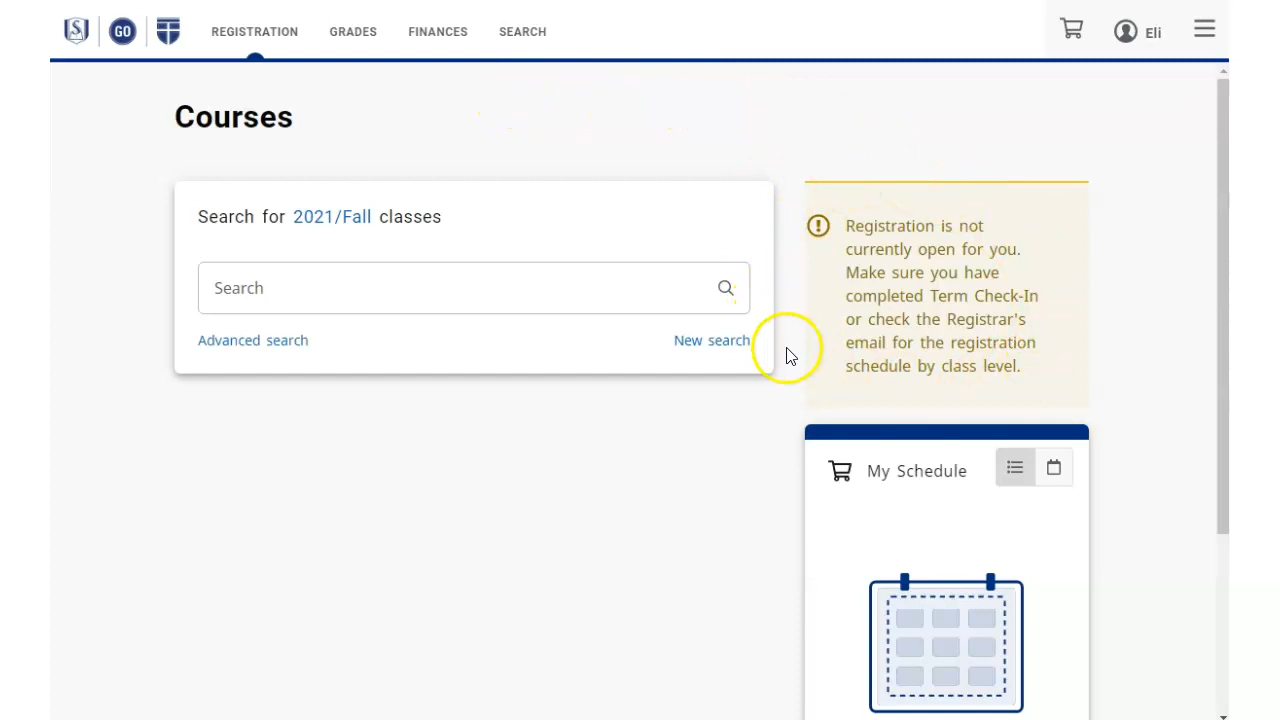 S GO REGISTRATION GRADES FINANCES SEARCH Eli
Courses
Search for 2021/Fall classes
Search
Advanced search New search
Registration is not
currently open for you.
Make sure you have
completed Term Check-In
or check the Registrar's
email for the registration
schedule by class level.
My Schedule